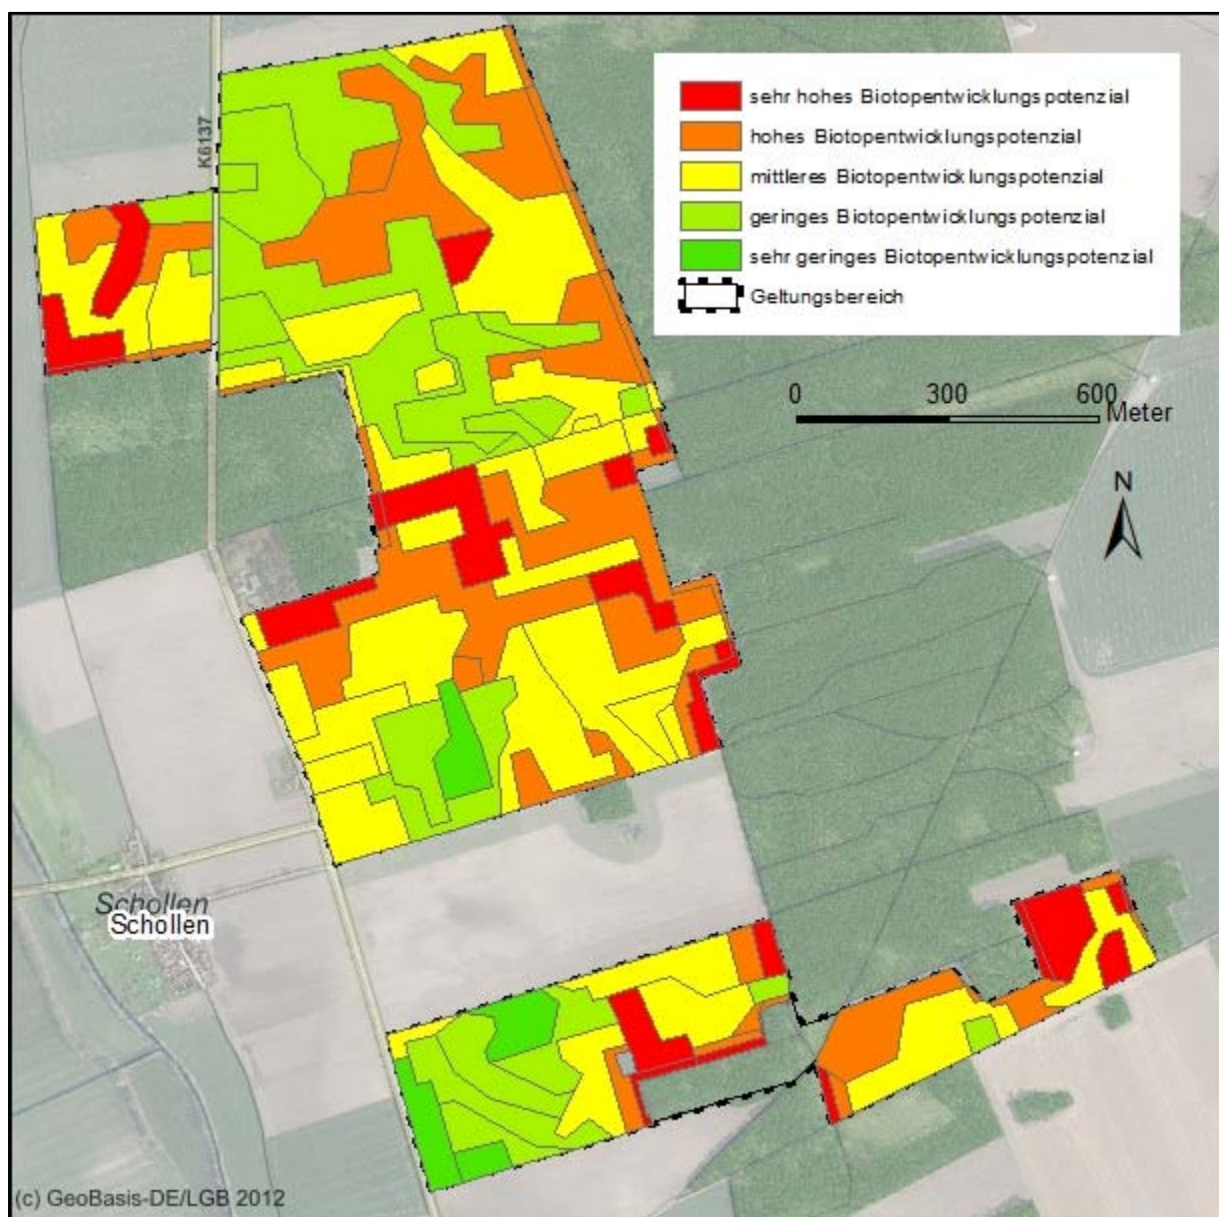 sehr hohes Biotopentwicklungspotenzial
hohes Biotopentwicklungspotenzial
mittleres Biotopentwicklungspotenzial
geringes Biotopentwicklungspotenzial
sehr geringes Biotopentwicklungspotenzial
Geltungsbereich
K6137
0 300 600 Meter
N
Schollen
Schollen
(c) GeoBasis-DE/LGB 2012